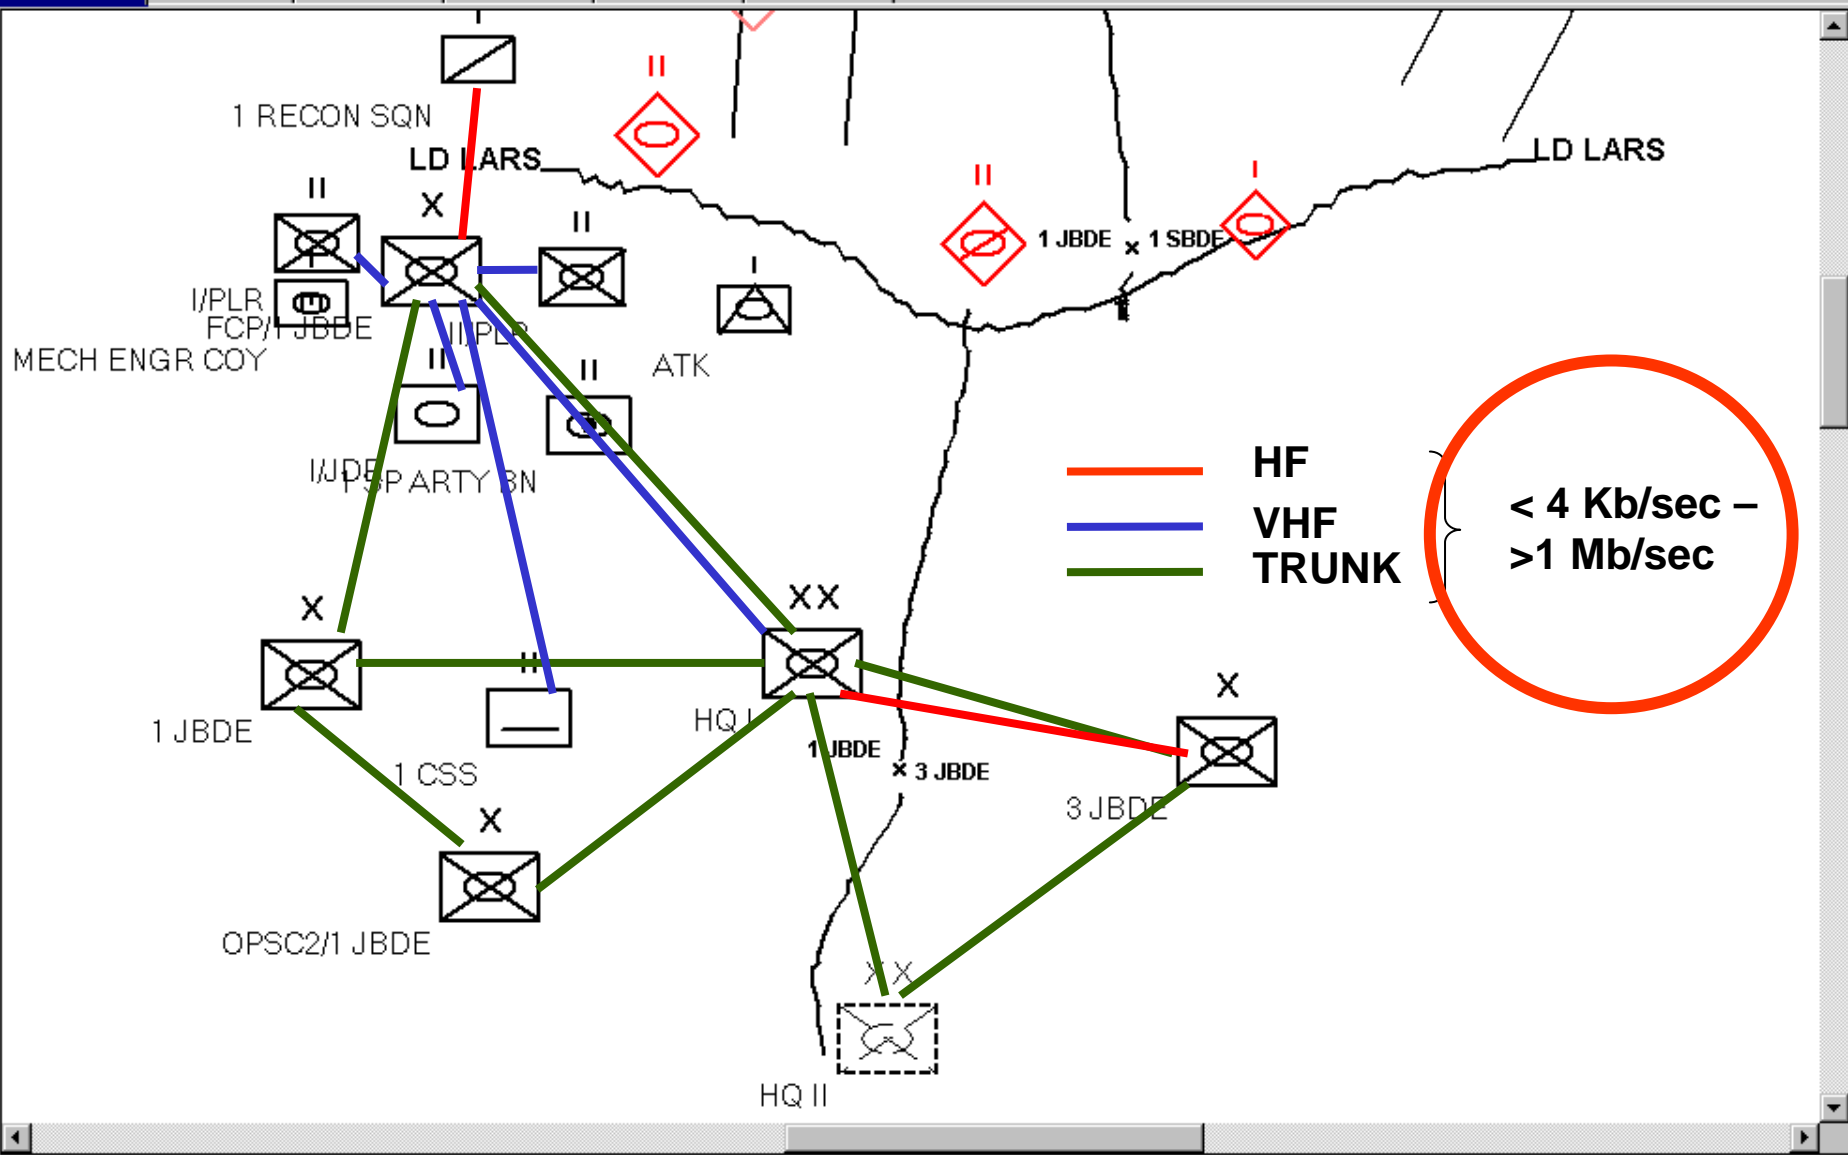 1 RECON SQN
LD LARS
LD LARS
II
II
X
II
II
I
1 JBDE x 1 SBDE
I
I/PLR
FCP/1 JBDE
II/PLR
MECH ENGR COY
II
II
ATK
I/JDE
1 SP ARTY BN
HF
VHF
TRUNK
< 4 Kb/sec –
>1 Mb/sec
X
XX
II
X
1 JBDE
HQ I
1 JBDE
x 3 JBDE
1 CSS
3 JBDE
X
OPSC2/1 JBDE
XX
HQ II